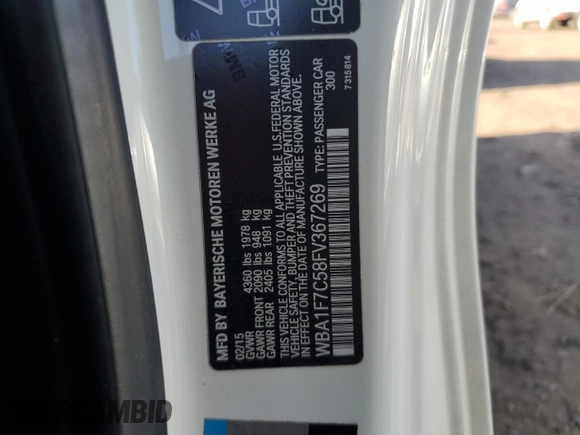 MFD BY BAYERISCHE MOTOREN WERKE AG
02/15
GVWR 4360 lbs 1978 kg
GAWR FRONT 2090 lbs 948 kg
GAWR REAR 2405 lbs 1091 kg
THIS VEHICLE CONFORMS TO ALL APPLICABLE U.S.FEDERAL MOTOR
VEHICLE SAFETY, BUMPER AND THEFT PREVENTION STANDARDS
IN EFFECT ON THE DATE OF MANUFACTURE SHOWN ABOVE.
WBA1F7C58FV367269 TYPE: PASSENGER CAR
300
7315814
BMW